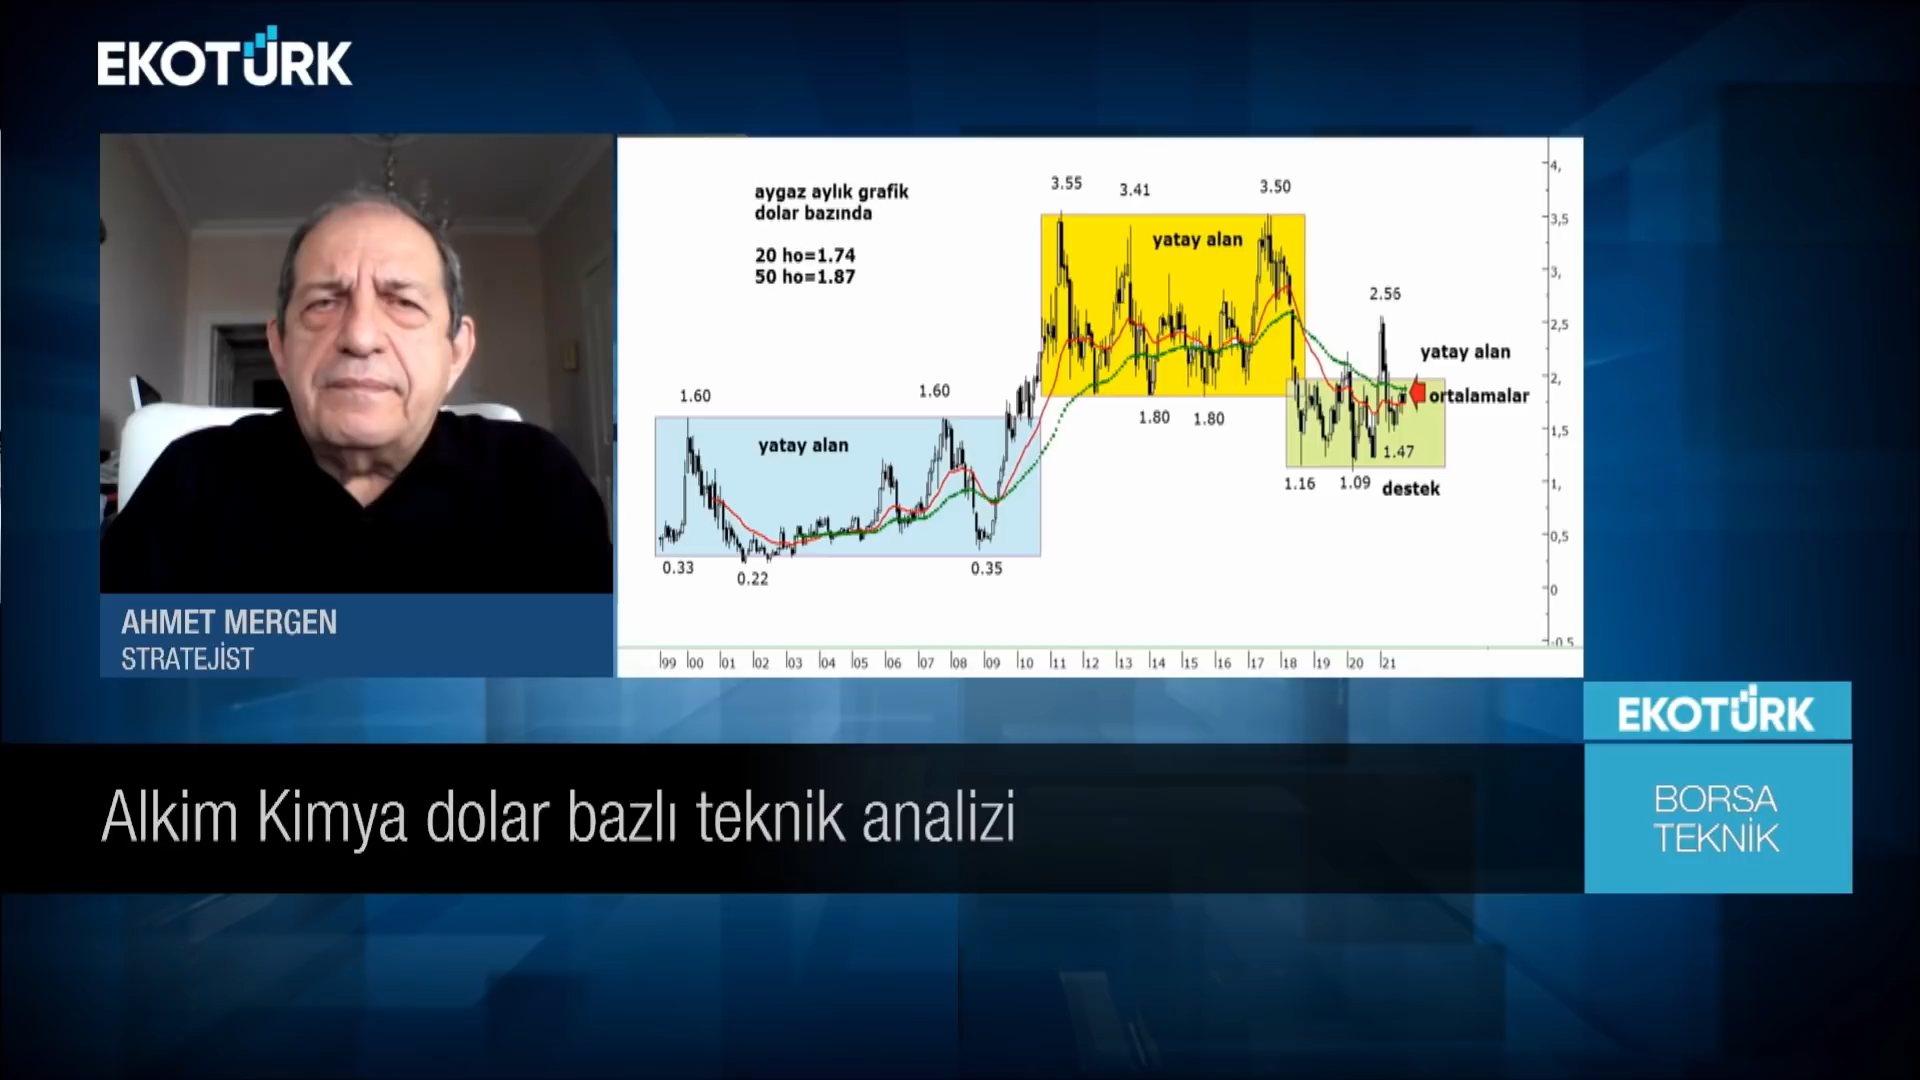 EKOTÜRK
aygaz aylık grafik
dolar bazında
20 ho=1.74
50 ho=1.87
3.55
3.41
3.50
yatay alan
2.56
yatay alan
ortalamalar
1.60
1.60
yatay alan
1.80
1.80
1.47
1.16
1.09
destek
0.33
0.22
0.35
4,
3,5
3,
2,5
2,
1,5
1,
0,5
0
-0,5
99 00 01 02 03 04 05 06 07 08 09 10 11 12 13 14 15 16 17 18 19 20 21
AHMET MERGEN
STRATEJİST
EKOTÜRK
Alkim Kimya dolar bazlı teknik analizi
BORSA
TEKNİK